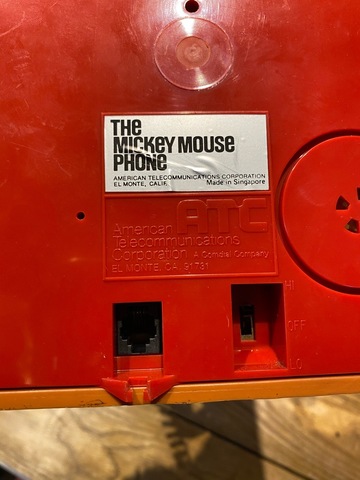 THE
MICKEY MOUSE
PHONE
AMERICAN TELECOMMUNICATIONS CORPORATION
EL MONTE, CALIF. Made in Singapore
ATC
American
Telecommunications
Corporation A Comdial Company
EL MONTE, CA. 91731
HI
OFF
LO